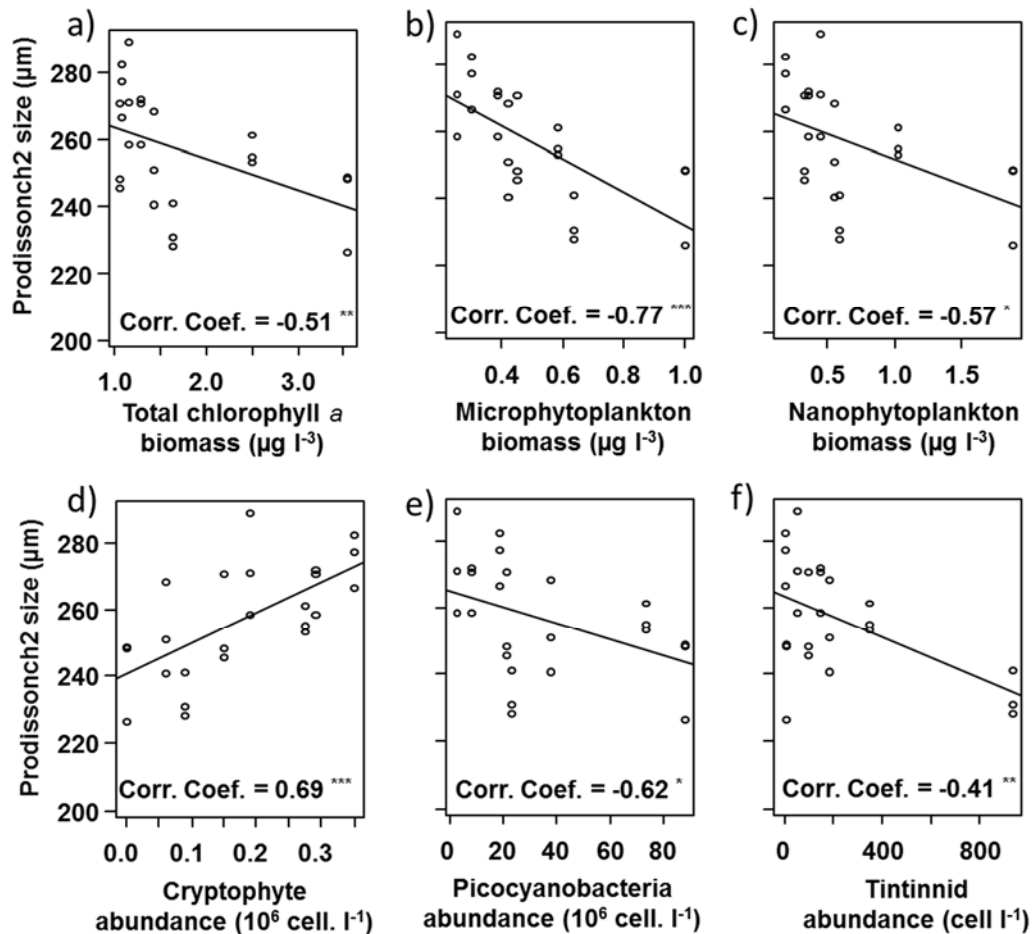 a)
b)
c)
Prodissonch2 size (µm)
280
260
240
220
200
Corr. Coef. = -0.51 **
Corr. Coef. = -0.77 ***
Corr. Coef. = -0.57 *
1.0 2.0 3.0
0.4 0.6 0.8 1.0
0.5 1.0 1.5
Total chlorophyll a
biomass (µg l-3)
Microphytoplankton
biomass (µg l-3)
Nanophytoplankton
biomass (µg l-3)
d)
e)
f)
Prodissonch2 size (µm)
280
260
240
220
200
Corr. Coef. = 0.69 ***
Corr. Coef. = -0.62 *
Corr. Coef. = -0.41 **
0.0 0.1 0.2 0.3
0 20 40 60 80
0 400 800
Cryptophyte
abundance (10⁶ cell. l-1)
Picocyanobacteria
abundance (10⁶ cell. l-1)
Tintinnid
abundance (cell l-1)